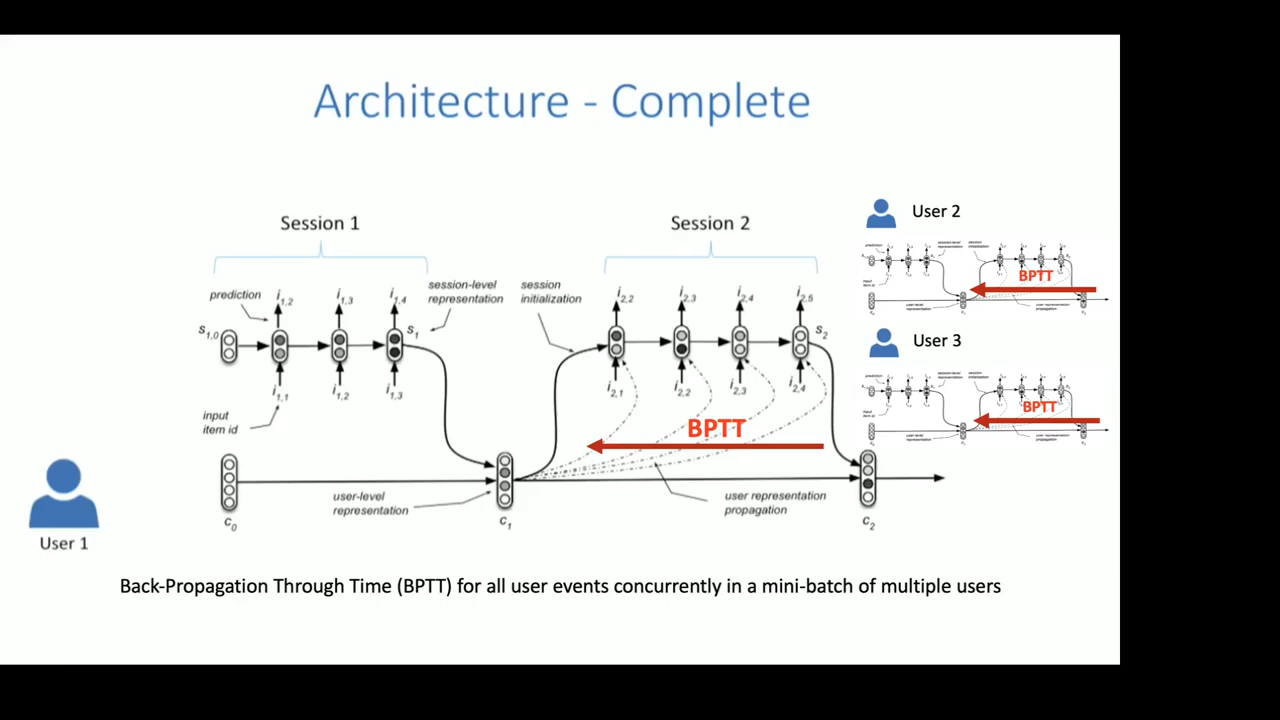 Architecture - Complete
Session 1
Session 2
User 2
prediction
i1,2
i1,3
i1,4
session-level
representation
session
initialization
i2,2
i2,3
i2,4
i2,5
s1,0
s1
s2
i1,1
i1,2
i1,3
i2,1
i2,2
i2,3
i2,4
input
item id
BPTT
BPTT
User 3
BPTT
user-level
representation
user representation
propagation
c0
c1
c2
User 1
Back-Propagation Through Time (BPTT) for all user events concurrently in a mini-batch of multiple users